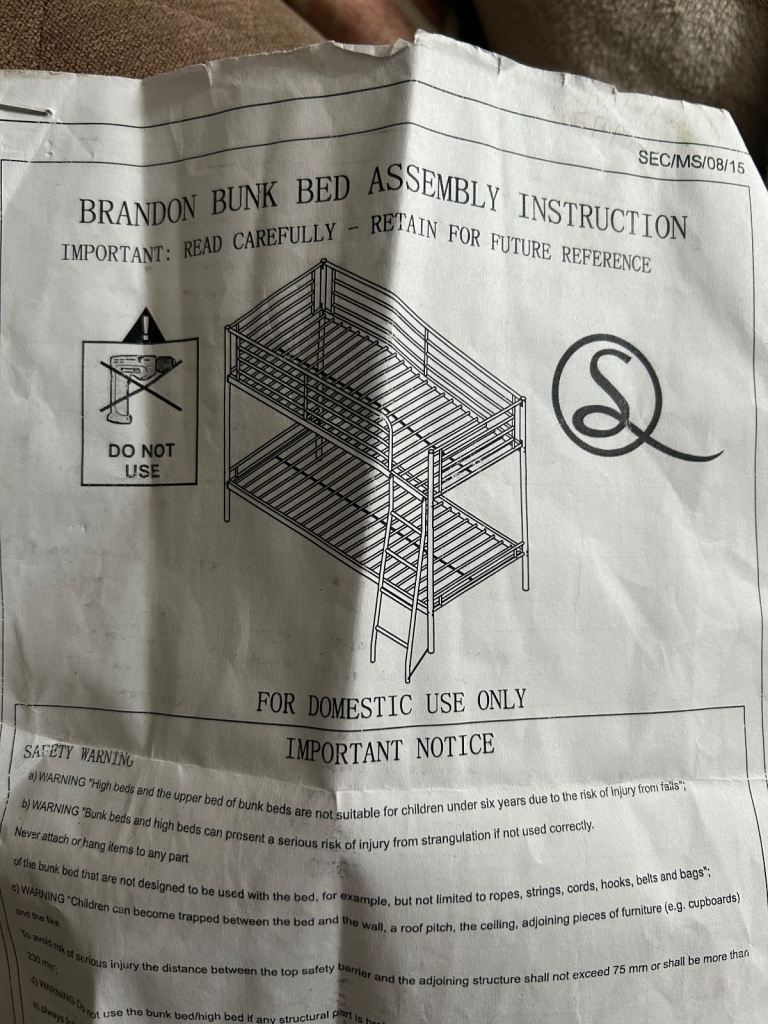 SEC/MS/08/15
BRANDON BUNK BED ASSEMBLY INSTRUCTION
IMPORTANT: READ CAREFULLY - RETAIN FOR FUTURE REFERENCE
!
DO NOT
USE
FOR DOMESTIC USE ONLY
IMPORTANT NOTICE
SAFETY WARNING
a) WARNING "High beds and the upper bed of bunk beds are not suitable for children under six years due to the risk of injury from falls";
b) WARNING "Bunk beds and high beds can present a serious risk of injury from strangulation if not used correctly.
Never attach or hang items to any part
of the bunk bed that are not designed to be used with the bed, for example, but not limited to ropes, strings, cords, hooks, belts and bags";
c) WARNING "Children can become trapped between the bed and the wall, a roof pitch, the ceiling, adjoining pieces of furniture (e.g. cupboards)
and the like.
To avoid risk of serious injury the distance between the top safety barrier and the adjoining structure shall not exceed 75 mm or shall be more than
230 mm";
d) WARNING Do not use the bunk bed/high bed if any structural part is
e) always